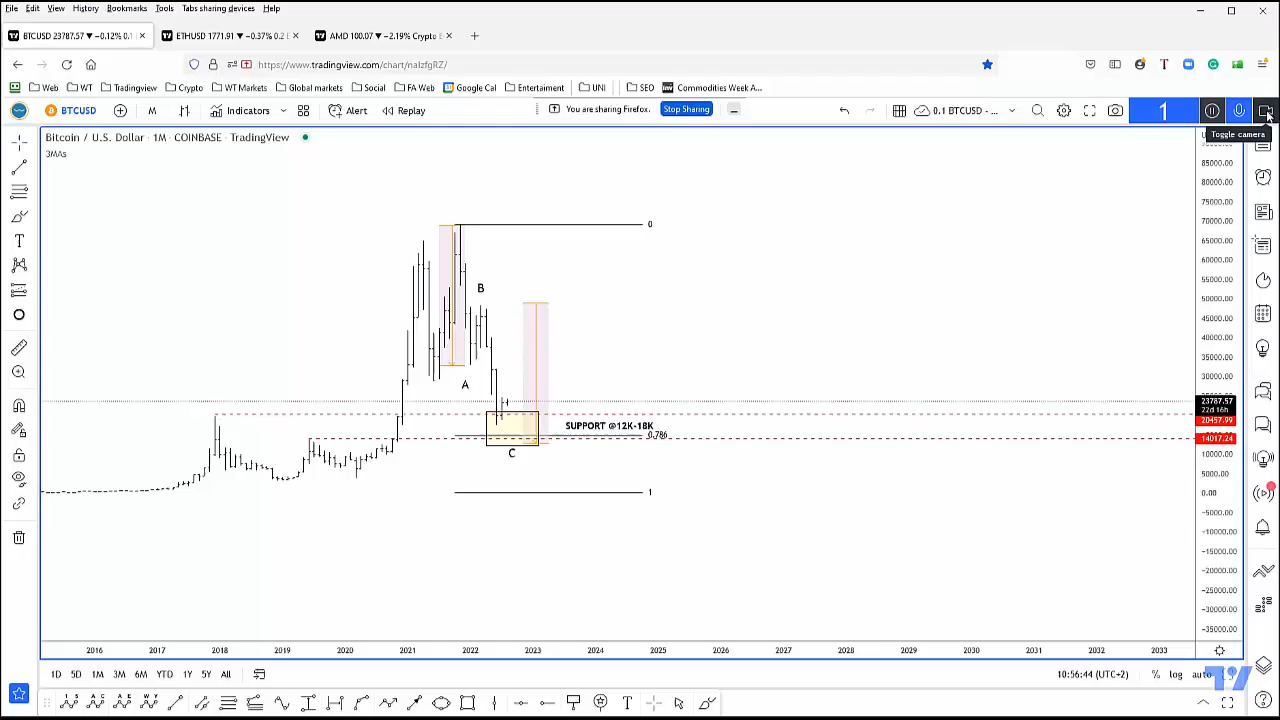 File Edit View History Bookmarks Tools Tabs sharing devices Help
BTCUSD 23787.57 ▼ −0.12% 0.1 ETHUSD 1771.91 ▼ −0.37% 0.2 E AMD 100.07 ▼ −2.19% Crypto E
https://www.tradingview.com/chart/naIzfgRZ/
Web WT Tradingview Crypto WT Markets Global markets Social FA Web Google Cal Entertaiment UNI SEO Commodities Week A...
BTCUSD M Indicators Alert Replay You are sharing Firefox. Stop Sharing 0.1 BTCUSD - ... 1
Toggle camera
Bitcoin / U.S. Dollar · 1M · COINBASE · TradingView
3MAs
85000.00
80000.00
75000.00
70000.00
0
65000.00
60000.00
55000.00
B
50000.00
45000.00
40000.00
35000.00
30000.00
A
23787.57
22d 16h
20457.99
SUPPORT @12K-18K
0.786
14017.24
C
10000.00
5000.00
1
0.00
-5000.00
-10000.00
-15000.00
-20000.00
-25000.00
-30000.00
-35000.00
2016 2017 2018 2019 2020 2021 2022 2023 2024 2025 2026 2027 2028 2029 2030 2031 2032 2033
1D 5D 1M 3M 6M YTD 1Y 5Y All 10:56:44 (UTC+2) % log auto